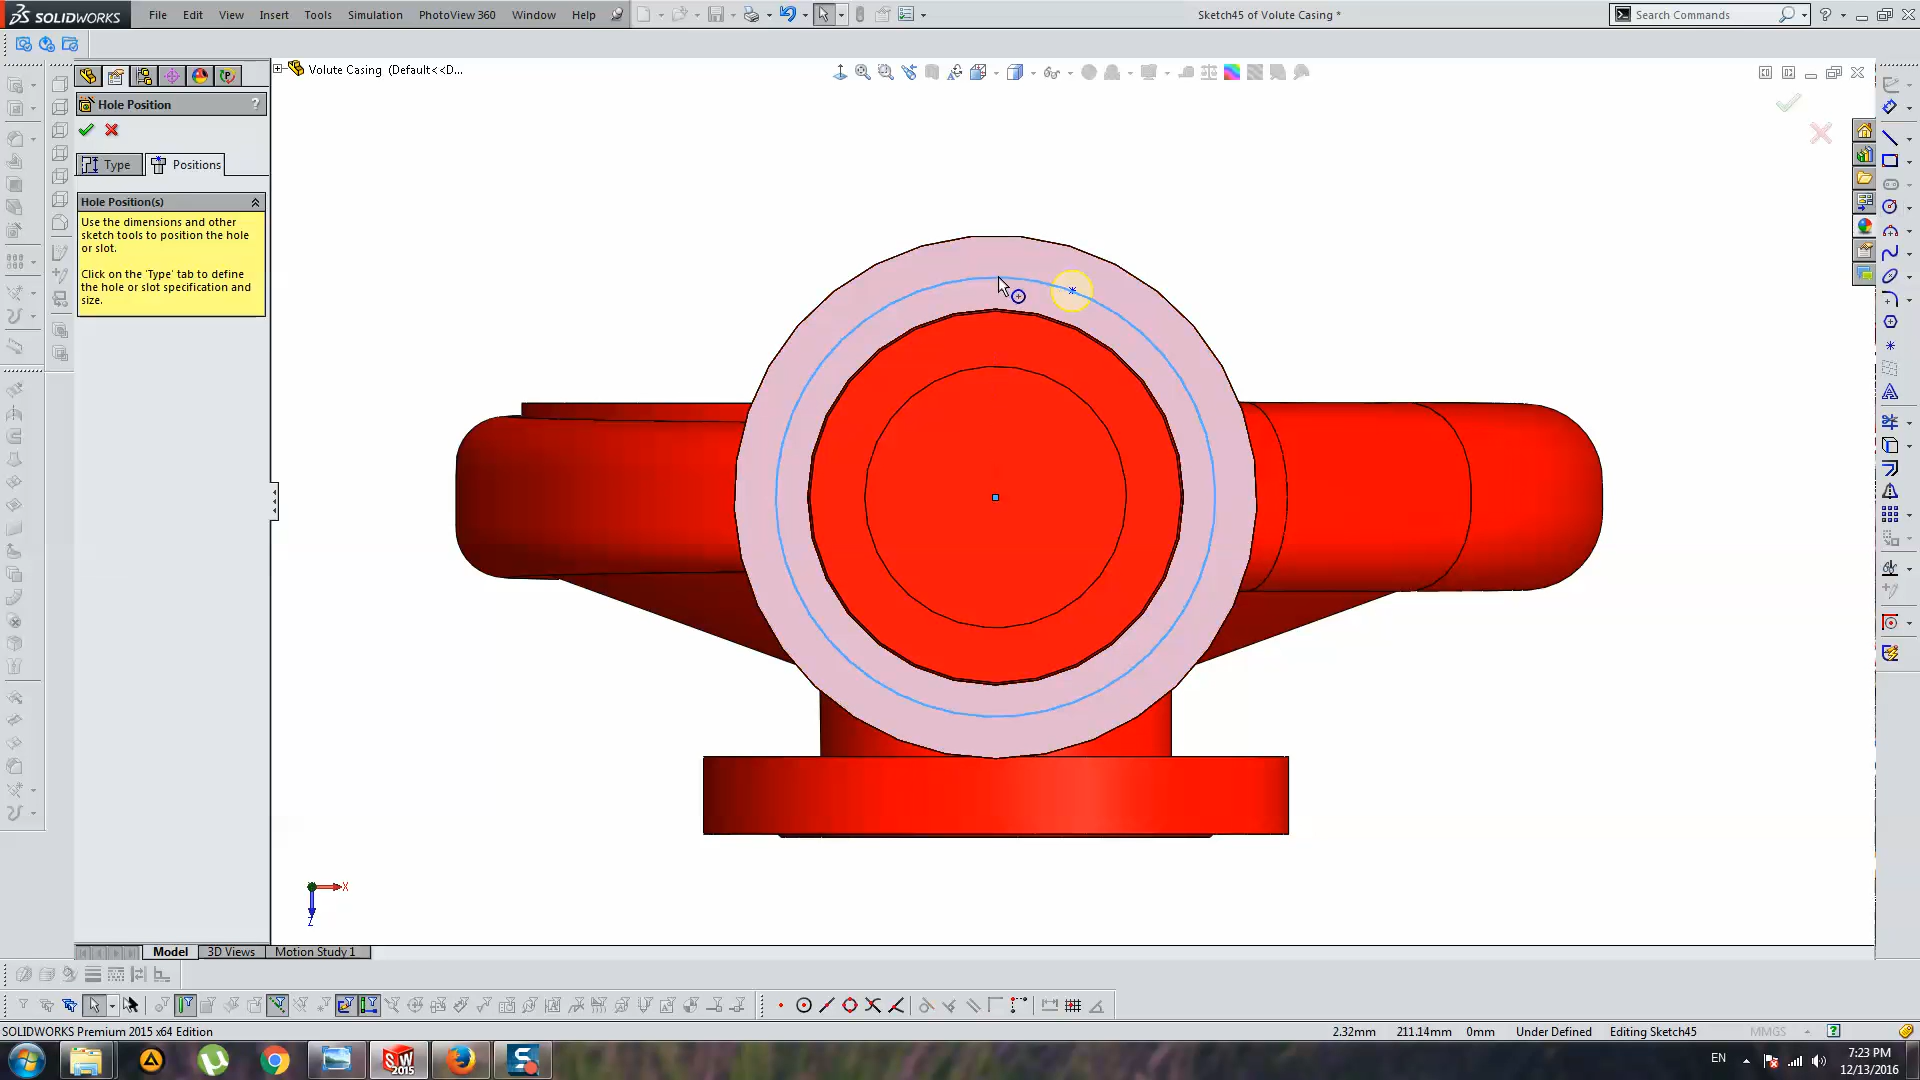 SOLIDWORKS File Edit View Insert Tools Simulation PhotoView 360 Window Help Sketch45 of Volute Casing * Search Commands
Volute Casing (Default<<D...
Hole Position ?
Type Positions
Hole Position(s)
Use the dimensions and other
sketch tools to position the hole
or slot.
Click on the 'Type' tab to define
the hole or slot specification and
size.
X
Z
Model 3D Views Motion Study 1
SOLIDWORKS Premium 2015 x64 Edition 2.32mm 211.14mm 0mm Under Defined Editing Sketch45 MMGS
SW
2015
EN
7:23 PM
12/13/2016